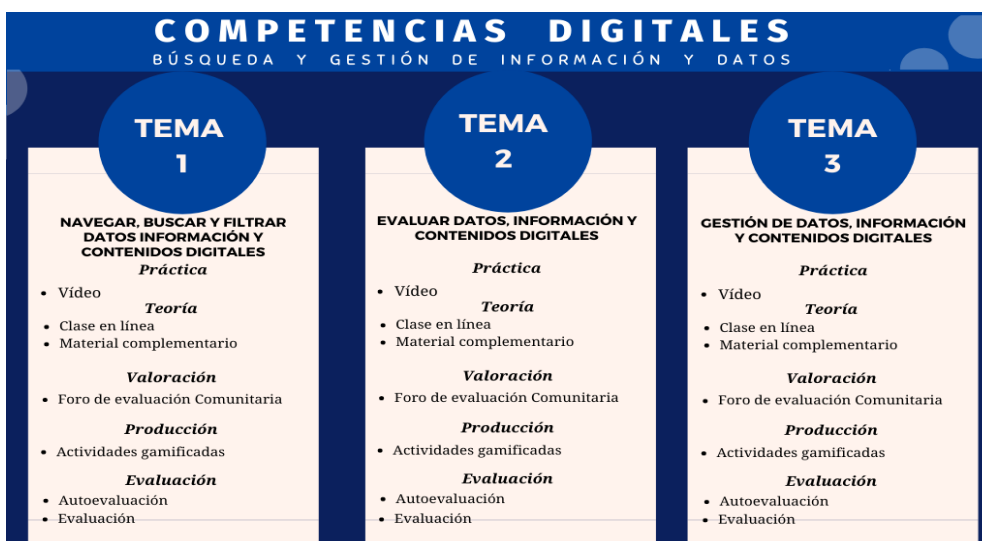 COMPETENCIAS DIGITALES
BÚSQUEDA Y GESTIÓN DE INFORMACIÓN Y DATOS
TEMA
1
NAVEGAR, BUSCAR Y FILTRAR
DATOS INFORMACIÓN Y
CONTENIDOS DIGITALES
Práctica
• Vídeo
Teoría
• Clase en línea
• Material complementario
Valoración
• Foro de evaluación Comunitaria
Producción
• Actividades gamificadas
Evaluación
• Autoevaluación
• Evaluación
TEMA
2
EVALUAR DATOS, INFORMACIÓN Y
CONTENIDOS DIGITALES
Práctica
• Vídeo
Teoría
• Clase en línea
• Material complementario
Valoración
• Foro de evaluación Comunitaria
Producción
• Actividades gamificadas
Evaluación
• Autoevaluación
• Evaluación
TEMA
3
GESTIÓN DE DATOS, INFORMACIÓN
Y CONTENIDOS DIGITALES
Práctica
• Vídeo
Teoría
• Clase en línea
• Material complementario
Valoración
• Foro de evaluación Comunitaria
Producción
• Actividades gamificadas
Evaluación
• Autoevaluación
• Evaluación